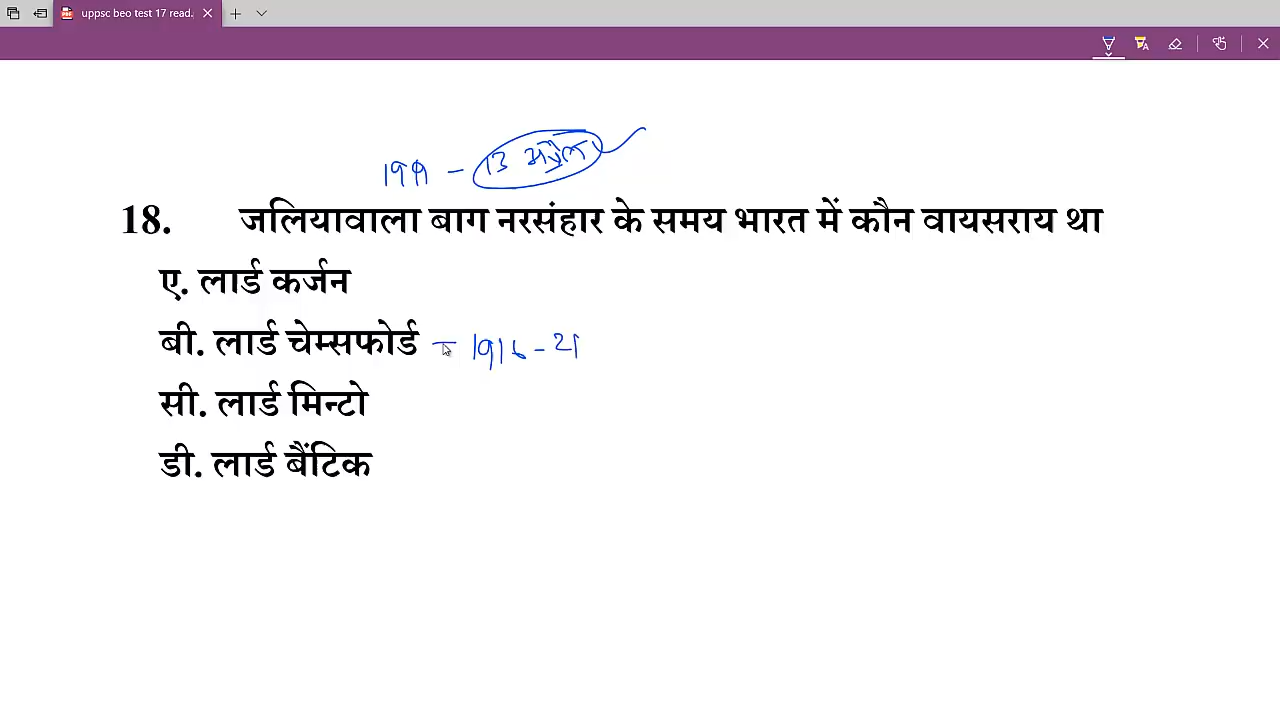 uppsc beo test 17 read.
1919 - 13 अप्रैल
18. जलियावाला बाग नरसंहार के समय भारत में कौन वायसराय था
ए. लार्ड कर्जन
बी. लार्ड चेम्सफोर्ड - 1916-21
सी. लार्ड मिन्टो
डी. लार्ड बैंटिक